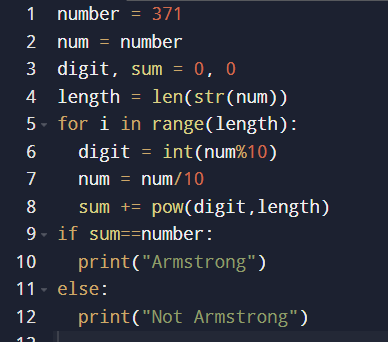 1 number = 371
2 num = number
3 digit, sum = 0, 0
4 length = len(str(num))
5 for i in range(length):
6 digit = int(num%10)
7 num = num/10
8 sum += pow(digit,length)
9 if sum==number:
10 print("Armstrong")
11 else:
12 print("Not Armstrong")